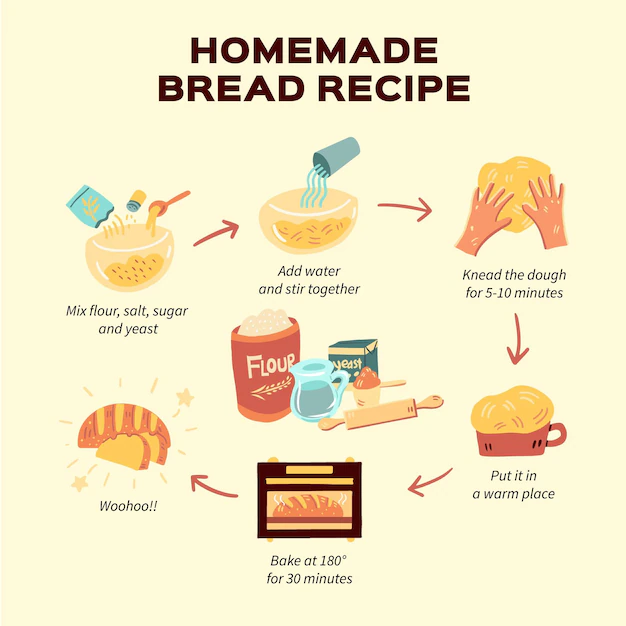 HOMEMADE
BREAD RECIPE
Mix flour, salt, sugar
and yeast
Add water
and stir together
Knead the dough
for 5-10 minutes
FLOUR
yeast
Put it in
a warm place
Bake at 180°
for 30 minutes
Woohoo!!